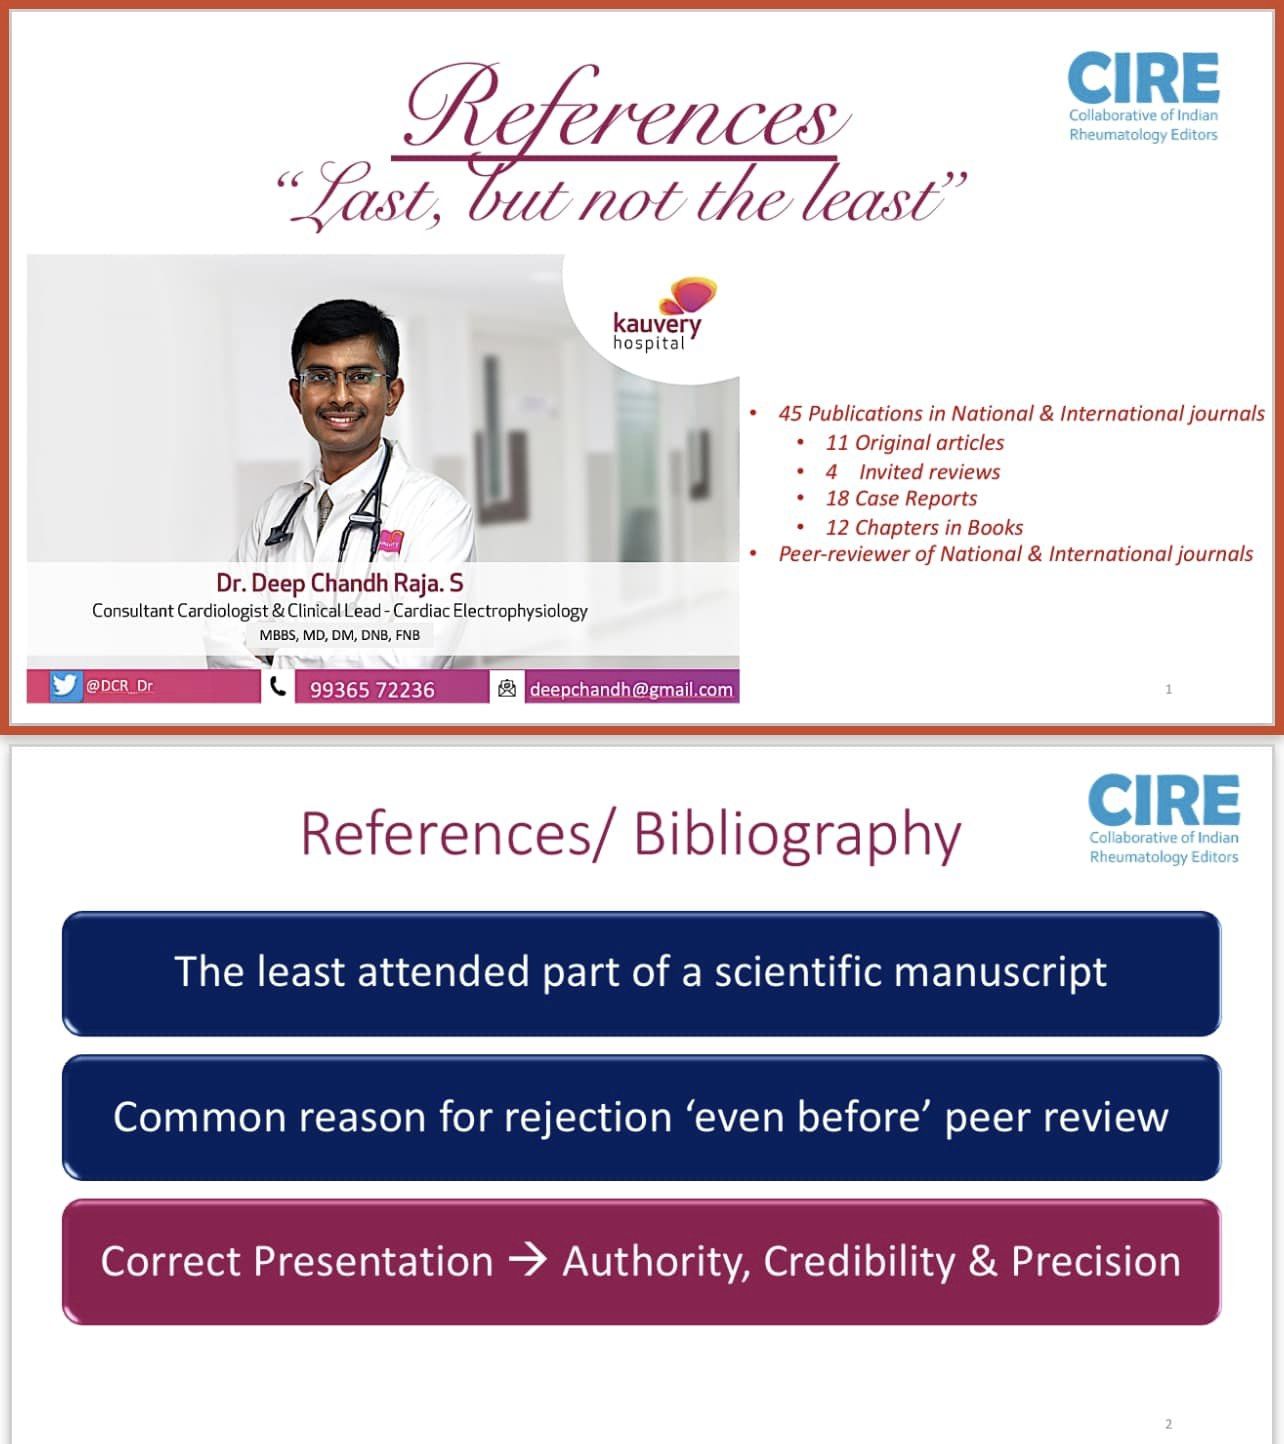 References
“Last, but not the least”
CIRE
Collaborative of Indian
Rheumatology Editors
kauvery
hospital
Dr. Deep Chandh Raja. S
Consultant Cardiologist & Clinical Lead - Cardiac Electrophysiology
MBBS, MD, DM, DNB, FNB
@DCR_Dr
99365 72236
deepchandh@gmail.com
• 45 Publications in National & International journals
• 11 Original articles
• 4 Invited reviews
• 18 Case Reports
• 12 Chapters in Books
• Peer-reviewer of National & International journals
1
References/ Bibliography
CIRE
Collaborative of Indian
Rheumatology Editors
The least attended part of a scientific manuscript
Common reason for rejection ‘even before’ peer review
Correct Presentation → Authority, Credibility & Precision
2